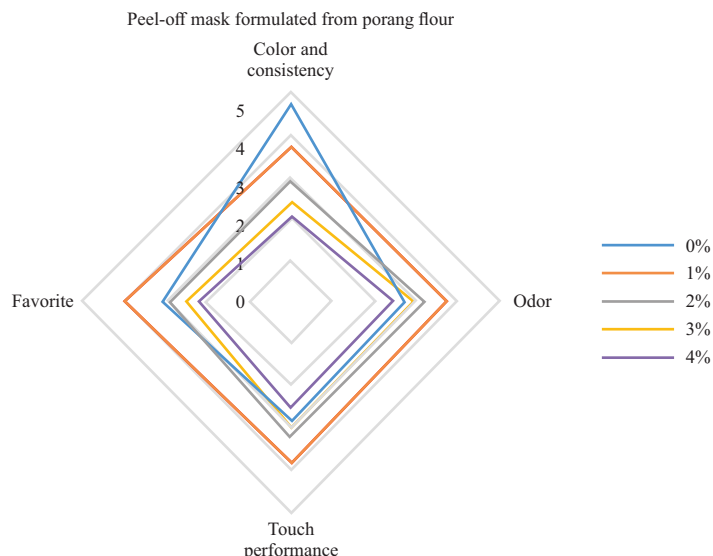 Peel-off mask formulated from porang flour
Color and
consistency
5
4
3
2
1
0
Favorite
Odor
Touch
performance
0%
1%
2%
3%
4%